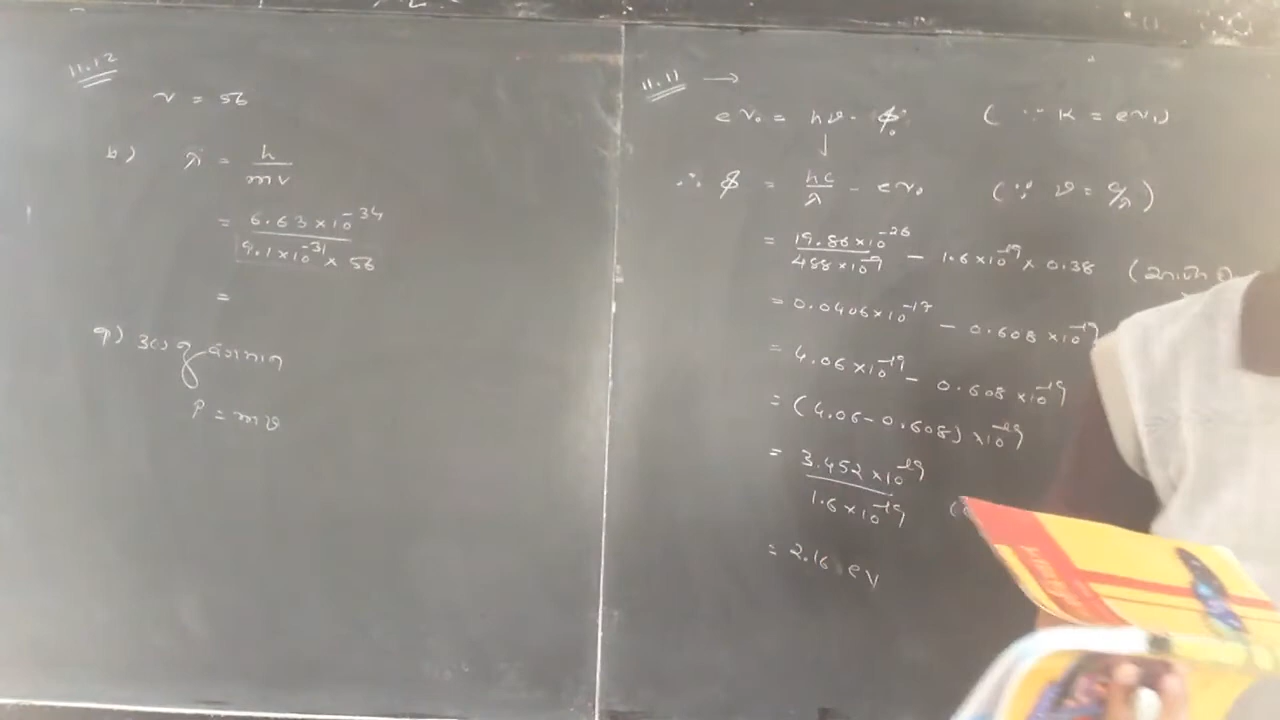 11.12
v = 56
b) λ = h / mv
= 6.63×10⁻³⁴ / 9.1×10⁻³¹ × 56
=
P = mv
11.11 →
ev₀ = hν - ϕ₀ ( ∵ K = ev₀)
∴ ϕ = hc / λ - ev₀ (∵ ν = c/λ)
= 19.86×10⁻²⁶ / 488×10⁻⁹ - 1.6×10⁻¹⁹ × 0.38
= 0.0406×10⁻¹⁷ - 0.608×10⁻¹⁹
= 4.06×10⁻¹⁹ - 0.608×10⁻¹⁹
= (4.06-0.608)×10⁻¹⁹
= 3.452×10⁻¹⁹ / 1.6×10⁻¹⁹
= 2.16 eV